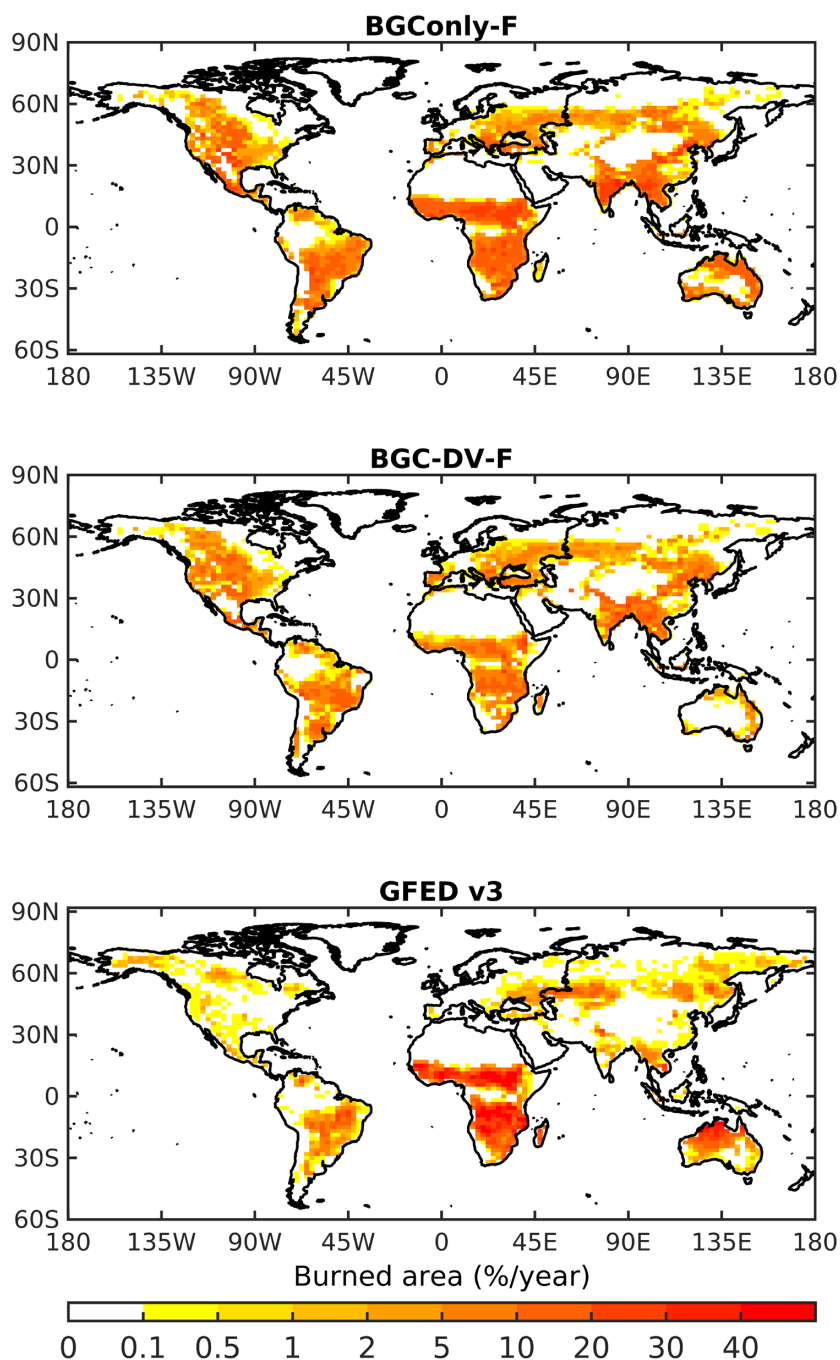 BGConly-F
90N
60N
30N
0
30S
60S
180 135W 90W 45W 0 45E 90E 135E 180
BGC-DV-F
90N
60N
30N
0
30S
60S
180 135W 90W 45W 0 45E 90E 135E 180
GFED v3
90N
60N
30N
0
30S
60S
180 135W 90W 45W 0 45E 90E 135E 180
Burned area (%/year)
0 0.1 0.5 1 2 5 10 20 30 40